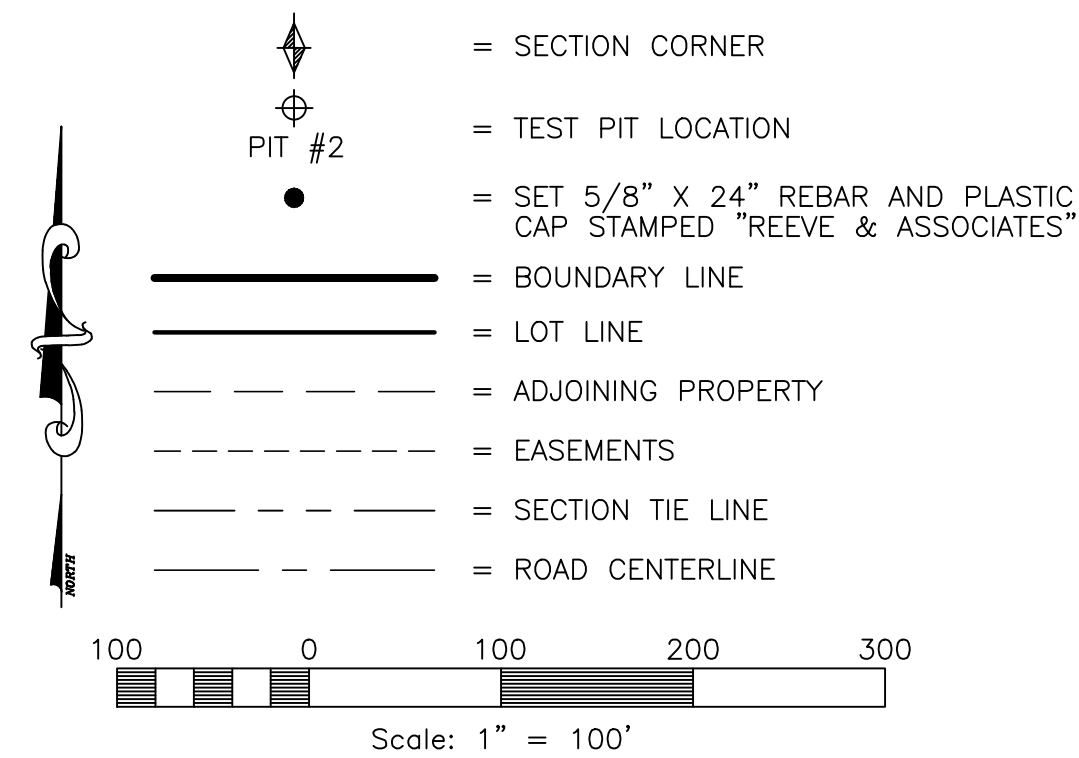 = SECTION CORNER
= TEST PIT LOCATION
PIT #2
= SET 5/8" X 24" REBAR AND PLASTIC
CAP STAMPED "REEVE & ASSOCIATES"
= BOUNDARY LINE
= LOT LINE
= ADJOINING PROPERTY
= EASEMENTS
= SECTION TIE LINE
= ROAD CENTERLINE
NORTH
100 0 100 200 300
Scale: 1" = 100'